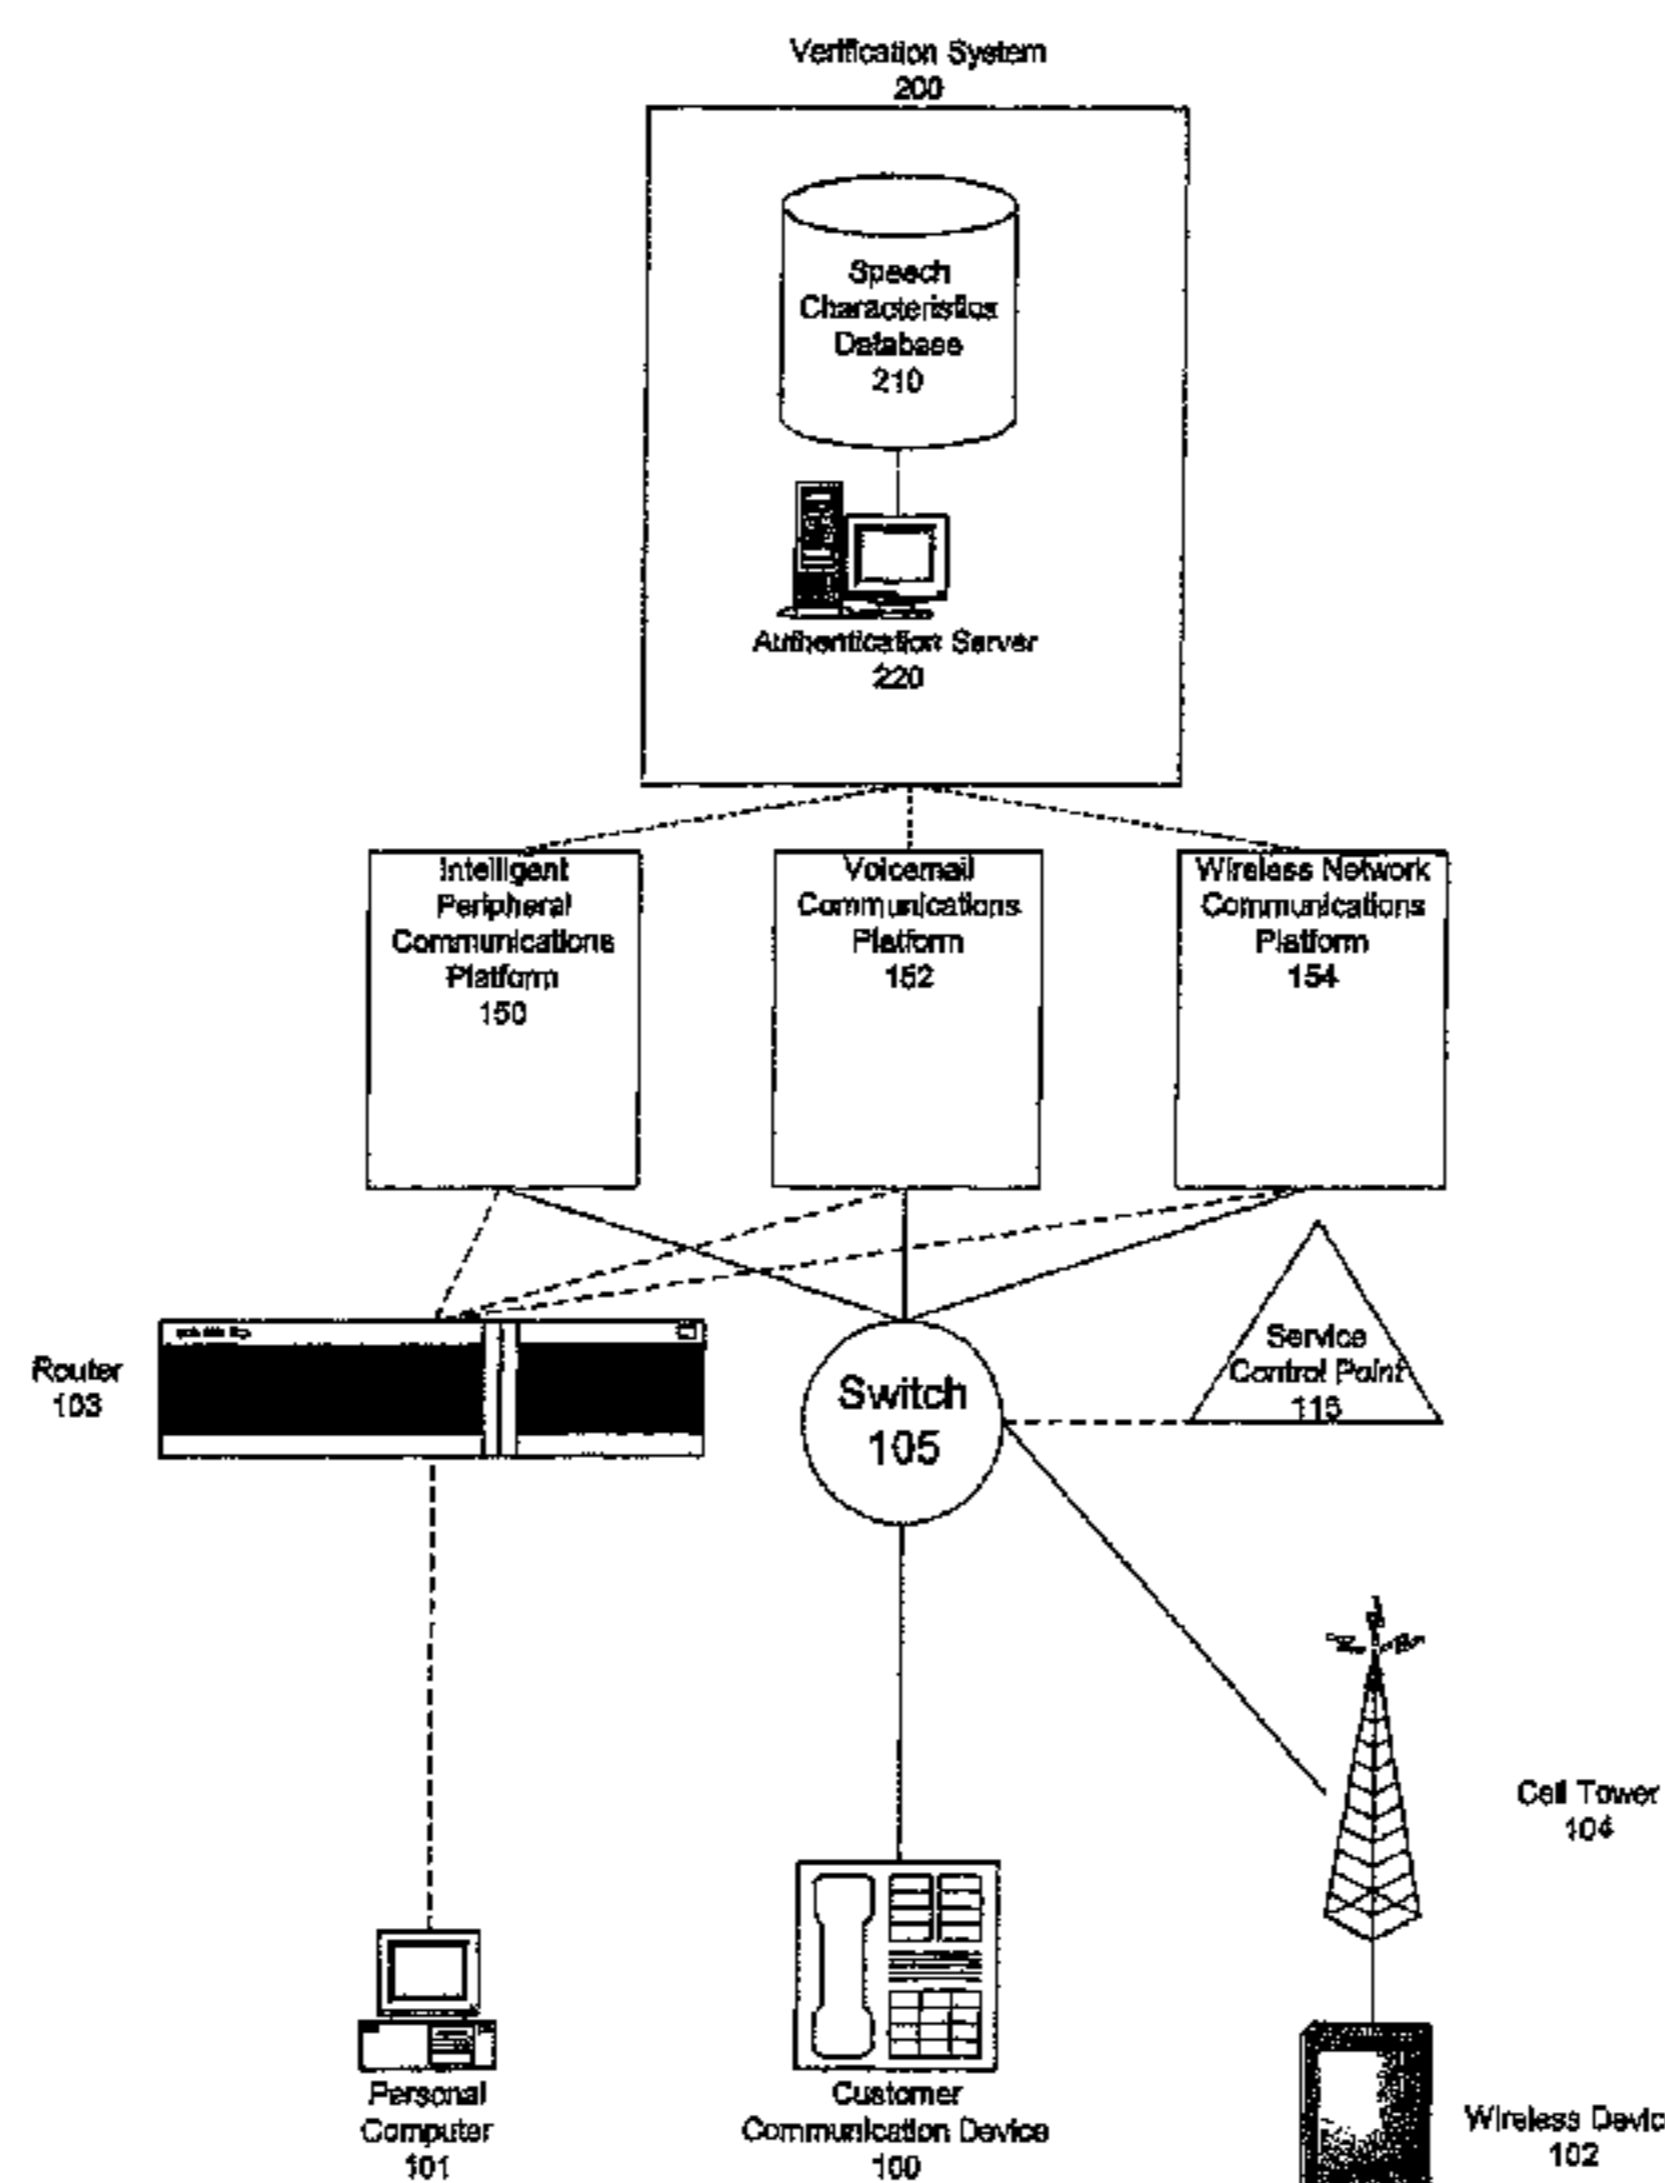 Verification System
200
Speech
Characteristics
Database
210
Authentication Server
220
Intelligent
Peripheral
Communications
Platform
150
Voicemail
Communications
Platform
152
Wireless Network
Communications
Platform
154
Router
103
Switch
105
Service
Control Point
115
Cell Tower
104
Personal
Computer
101
Customer
Communication Device
100
Wireless Devic
102